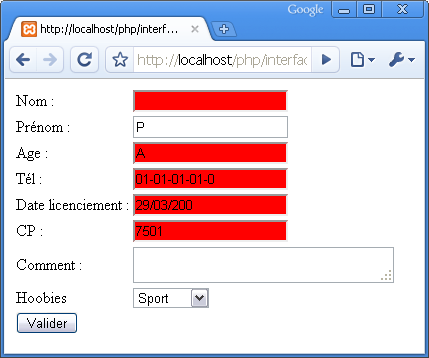 Google
http://localhost/php/interf...
http://localhost/php/interfac
Nom :
Prénom : P
Age : A
Tél : 01-01-01-01-0
Date licenciement : 29/03/200
CP : 7501
Comment :
Hoobies Sport
Valider